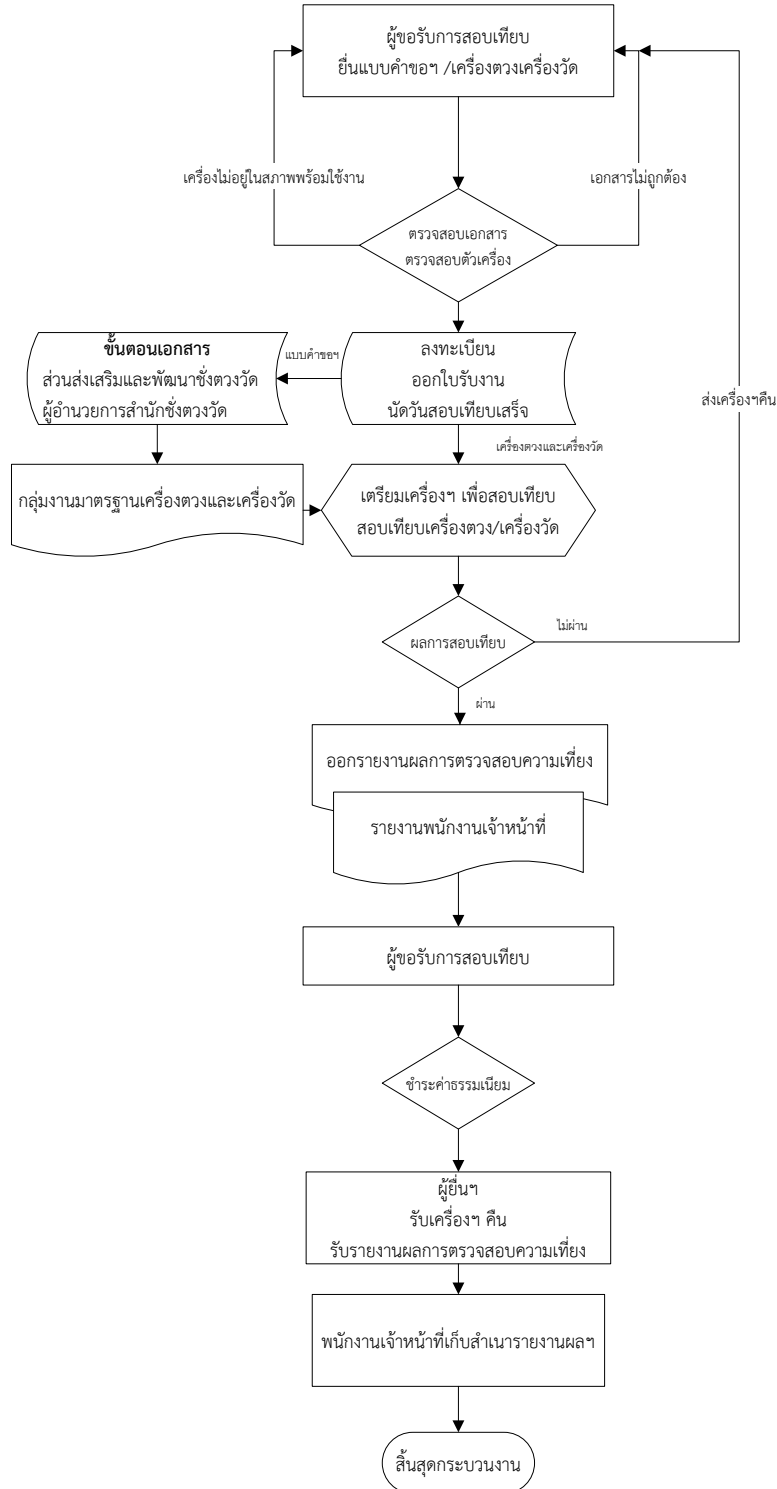 ผู้ขอรับการสอบเทียบ
ยื่นแบบคำขอฯ /เครื่องตวงเครื่องวัด
เครื่องไม่อยู่ในสภาพพร้อมใช้งาน
เอกสารไม่ถูกต้อง
ตรวจสอบเอกสาร
ตรวจสอบตัวเครื่อง
ขั้นตอนเอกสาร
ส่วนส่งเสริมและพัฒนาชั่งตวงวัด
ผู้อำนวยการสำนักชั่งตวงวัด
แบบคำขอฯ
ลงทะเบียน
ออกใบรับงาน
นัดวันสอบเทียบเสร็จ
ส่งเครื่องฯคืน
เครื่องตวงและเครื่องวัด
กลุ่มงานมาตรฐานเครื่องตวงและเครื่องวัด
เตรียมเครื่องฯ เพื่อสอบเทียบ
สอบเทียบเครื่องตวง/เครื่องวัด
ผลการสอบเทียบ
ไม่ผ่าน
ผ่าน
ออกรายงานผลการตรวจสอบความเที่ยง
รายงานพนักงานเจ้าหน้าที่
ผู้ขอรับการสอบเทียบ
ชำระค่าธรรมเนียม
ผู้ยื่นฯ
รับเครื่องฯ คืน
รับรายงานผลการตรวจสอบความเที่ยง
พนักงานเจ้าหน้าที่เก็บสำเนารายงานผลฯ
สิ้นสุดกระบวนงาน